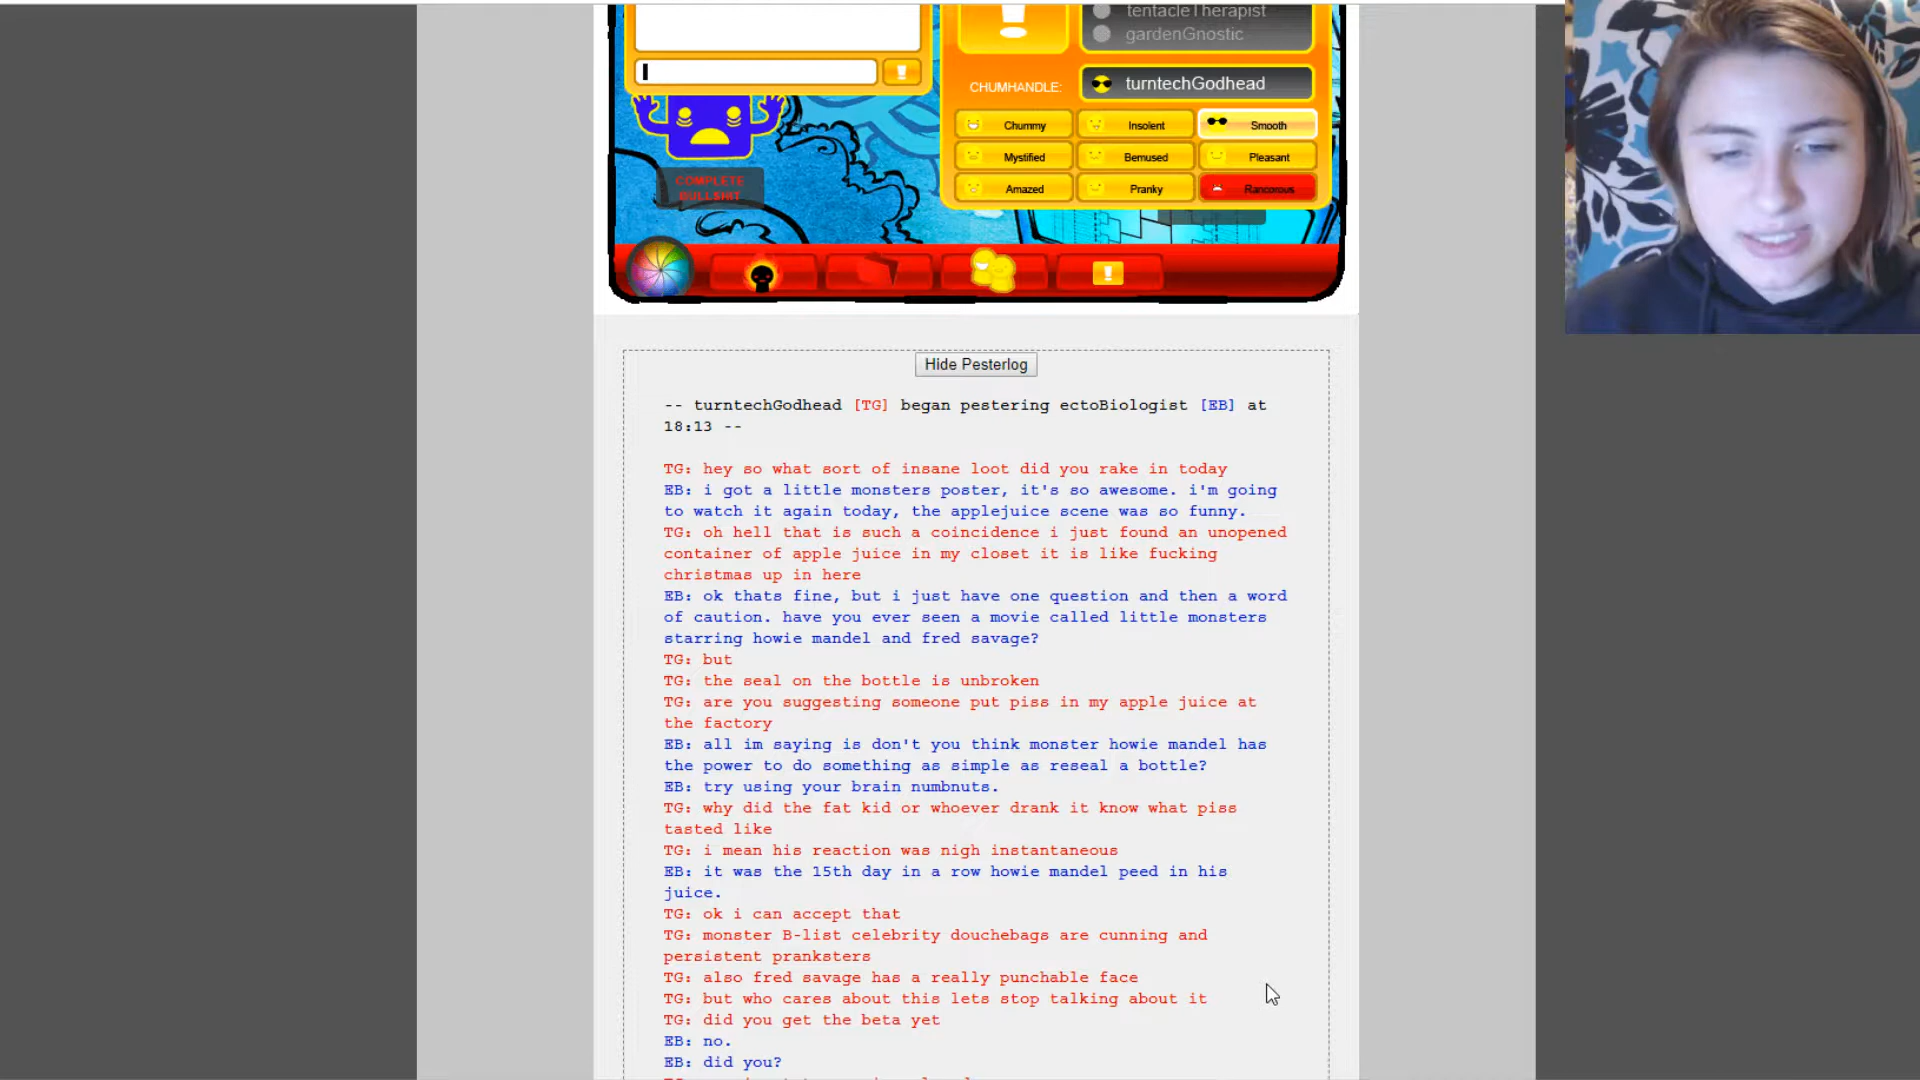 tentacleTherapist
gardenGnostic
CHUMHANDLE:
turntechGodhead
Chummy
Insolent
Smooth
Mystified
Bemused
Pleasant
Amazed
Pranky
Rancorous
COMPLETE
BULLSHIT
Hide Pesterlog
-- turntechGodhead [TG] began pestering ectoBiologist [EB] at
18:13 --
TG: hey so what sort of insane loot did you rake in today
EB: i got a little monsters poster, it's so awesome. i'm going
to watch it again today, the applejuice scene was so funny.
TG: oh hell that is such a coincidence i just found an unopened
container of apple juice in my closet it is like fucking
christmas up in here
EB: ok thats fine, but i just have one question and then a word
of caution. have you ever seen a movie called little monsters
starring howie mandel and fred savage?
TG: but
TG: the seal on the bottle is unbroken
TG: are you suggesting someone put piss in my apple juice at
the factory
EB: all im saying is don't you think monster howie mandel has
the power to do something as simple as reseal a bottle?
EB: try using your brain numbnuts.
TG: why did the fat kid or whoever drank it know what piss
tasted like
TG: i mean his reaction was nigh instantaneous
EB: it was the 15th day in a row howie mandel peed in his
juice.
TG: ok i can accept that
TG: monster B-list celebrity douchebags are cunning and
persistent pranksters
TG: also fred savage has a really punchable face
TG: but who cares about this lets stop talking about it
TG: did you get the beta yet
EB: no.
EB: did you?